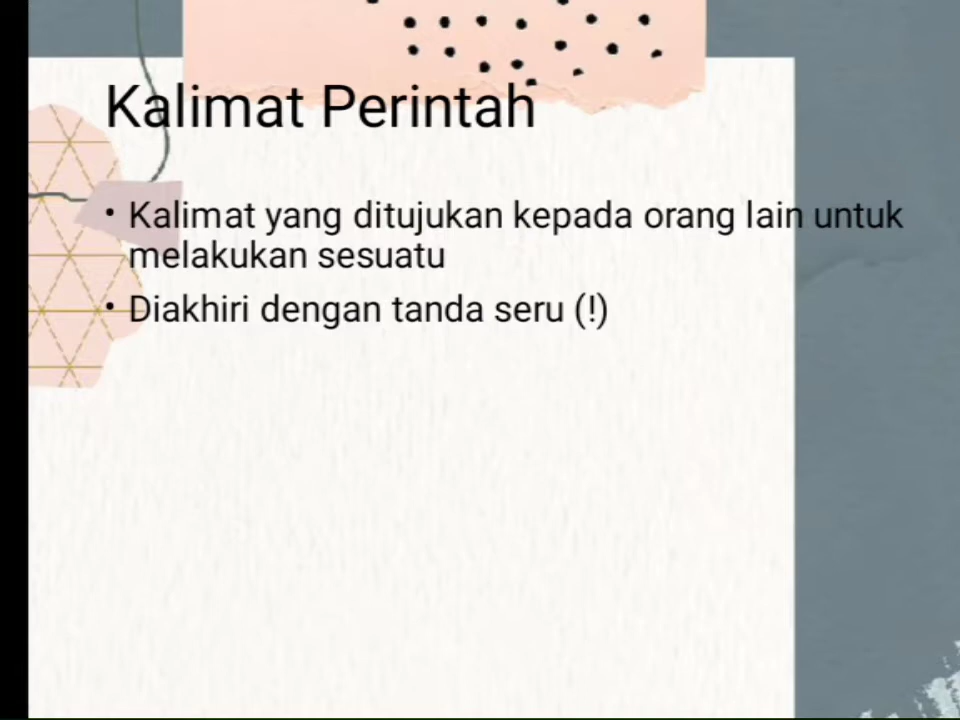 Kalimat Perintah
• Kalimat yang ditujukan kepada orang lain untuk
melakukan sesuatu
• Diakhiri dengan tanda seru (!)